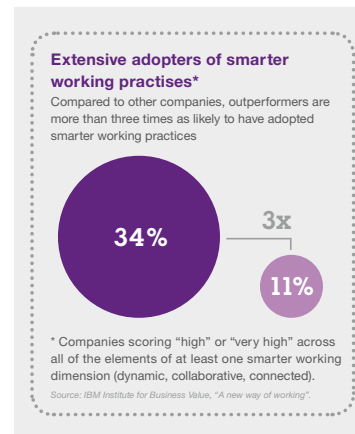 Extensive adopters of smarter
working practises*
Compared to other companies, outperformers are
more than three times as likely to have adopted
smarter working practices
34%
3x
11%
* Companies scoring “high” or “very high” across
all of the elements of at least one smarter working
dimension (dynamic, collaborative, connected).
Source: IBM Institute for Business Value, “A new way of working”.